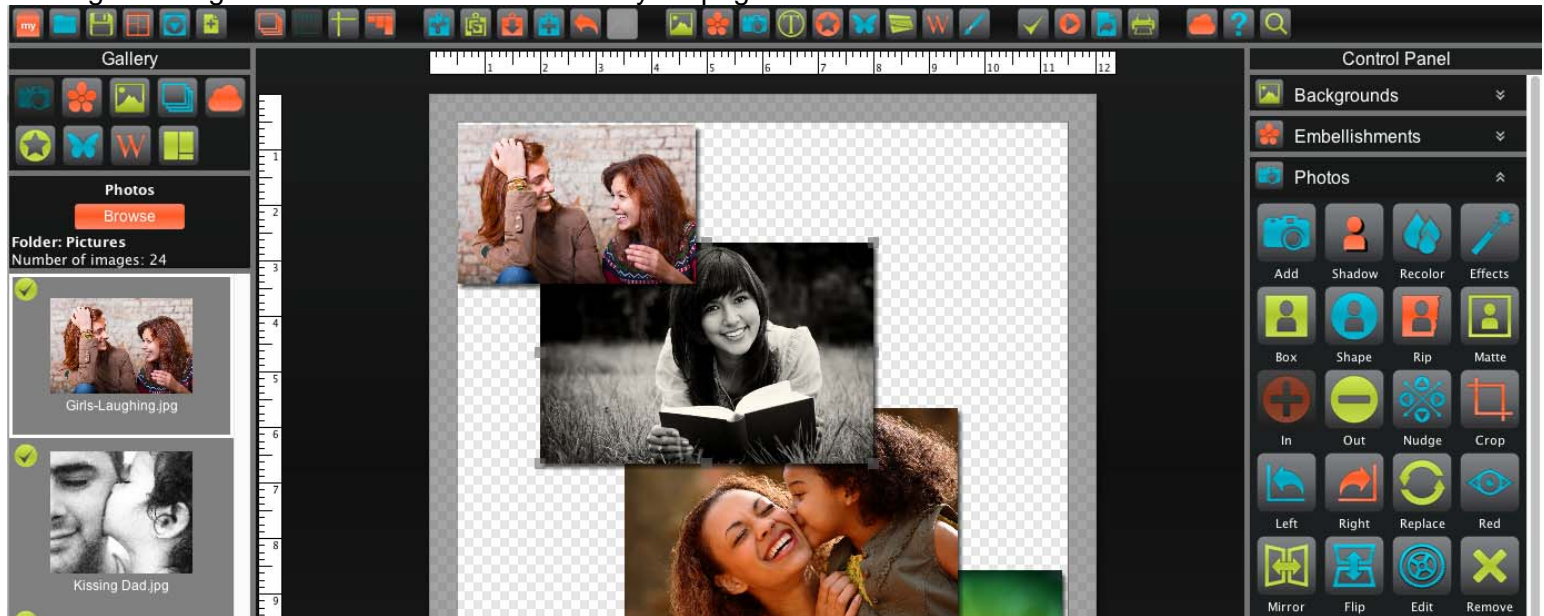 my
T
W
?
Gallery
1 2 3 4 5 6 7 8 9 10 11 12
Control Panel
W
Photos
Browse
Folder: Pictures
Number of images: 24
Girls-Laughing.jpg
Kissing Dad.jpg
1
2
3
4
5
6
7
8
9
Backgrounds
Embellishments
Photos
Add Shadow Recolor Effects
Box Shape Rip Matte
In Out Nudge Crop
Left Right Replace Red
Mirror Flip Edit Remove